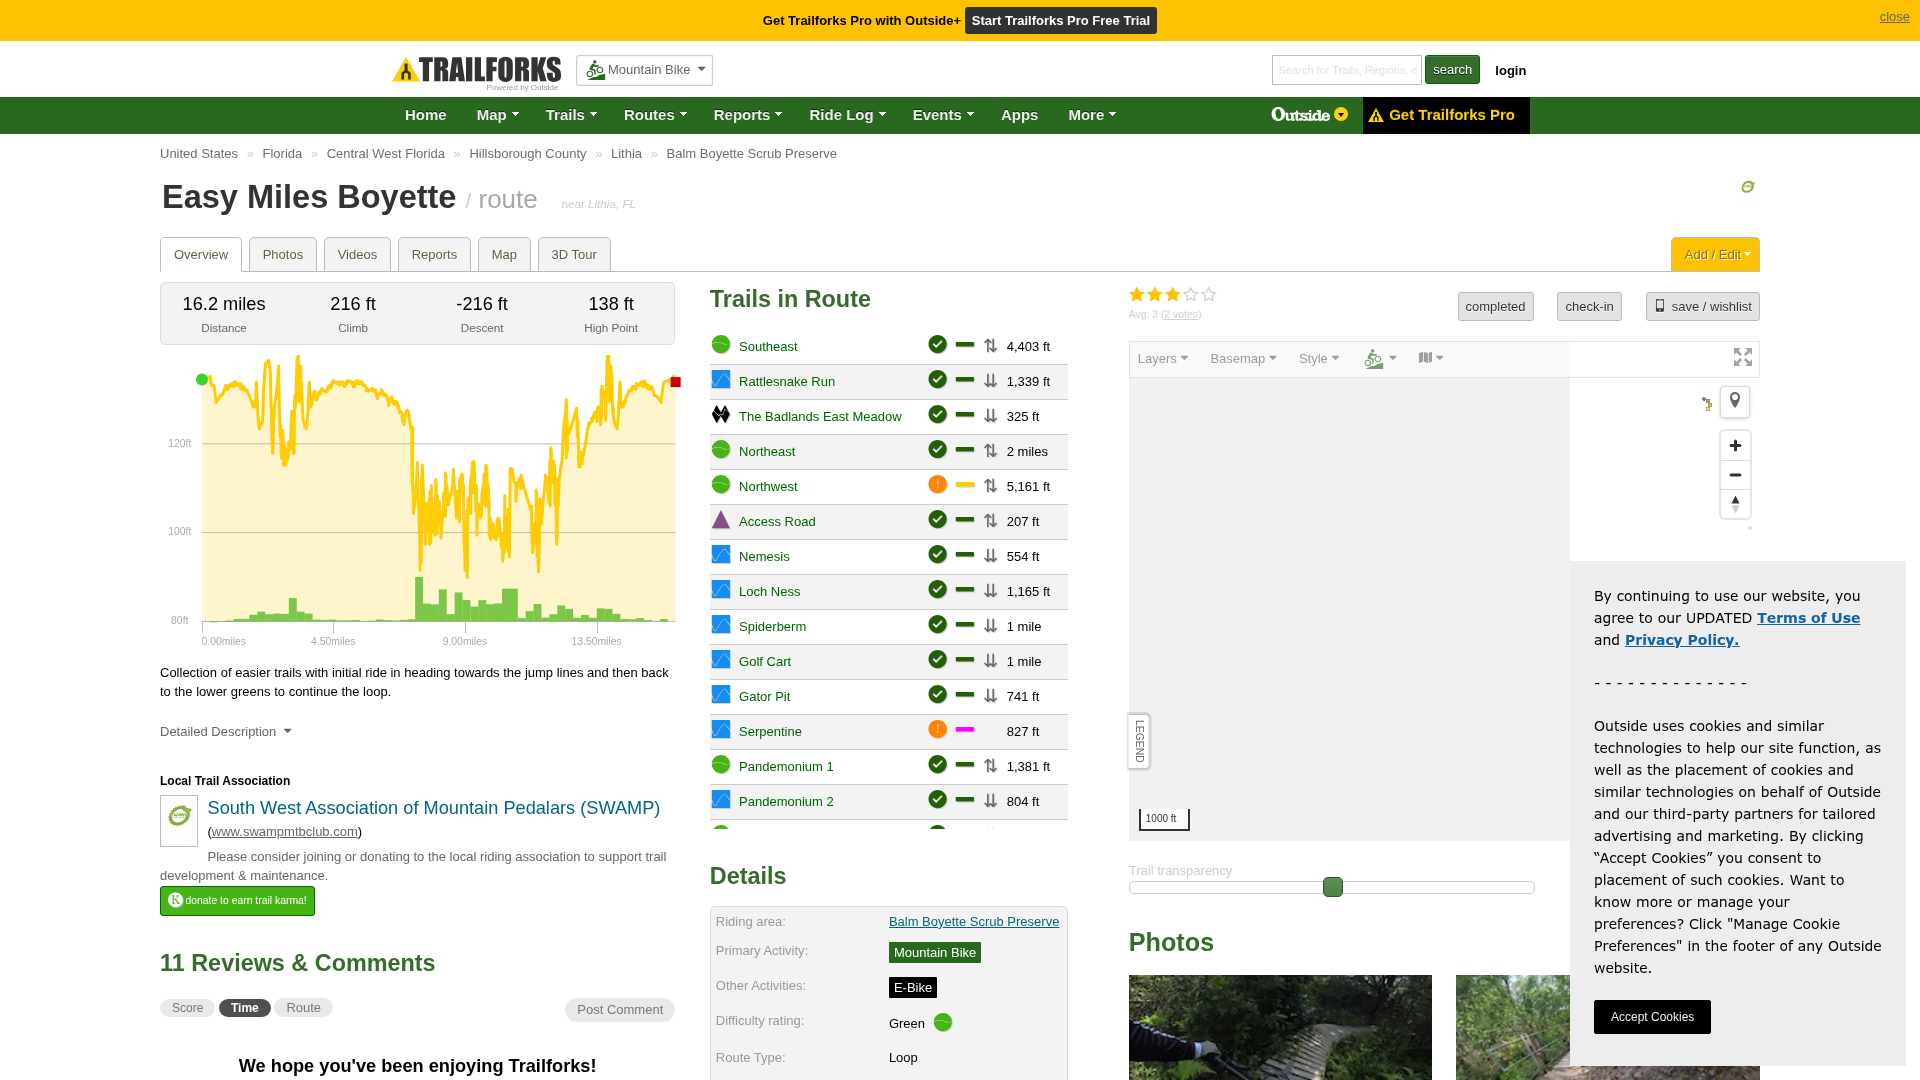 Get Trailforks Pro with Outside+ Start Trailforks Pro Free Trial
close
TRAILFORKS
Powered by Outside
Mountain Bike
Search for Trails, Regions, e
search
login
Home Map Trails Routes Reports Ride Log Events Apps More
Outside
Get Trailforks Pro
United States » Florida » Central West Florida » Hillsborough County » Lithia » Balm Boyette Scrub Preserve
Easy Miles Boyette / route near Lithia, FL
Overview Photos Videos Reports Map 3D Tour
Add / Edit
16.2 miles 216 ft -216 ft 138 ft
Distance Climb Descent High Point
120ft
100ft
80ft
0.00miles 4.50miles 9.00miles 13.50miles
Collection of easier trails with initial ride in heading towards the jump lines and then back
to the lower greens to continue the loop.
Detailed Description
Local Trail Association
South West Association of Mountain Pedalars (SWAMP)
(www.swampmtbclub.com)
Please consider joining or donating to the local riding association to support trail
development & maintenance.
K donate to earn trail karma!
11 Reviews & Comments
Score Time Route
Post Comment
We hope you've been enjoying Trailforks!
Trails in Route
Southeast 4,403 ft
Rattlesnake Run 1,339 ft
The Badlands East Meadow 325 ft
Northeast 2 miles
Northwest 5,161 ft
Access Road 207 ft
Nemesis 554 ft
Loch Ness 1,165 ft
Spiderberm 1 mile
Golf Cart 1 mile
Gator Pit 741 ft
Serpentine 827 ft
Pandemonium 1 1,381 ft
Pandemonium 2 804 ft
Details
Riding area: Balm Boyette Scrub Preserve
Primary Activity: Mountain Bike
Other Activities: E-Bike
Difficulty rating: Green
Route Type: Loop
Avg: 3 (2 votes)
completed
check-in
save / wishlist
Layers Basemap Style
LEGEND
1000 ft
Trail transparency
Photos
By continuing to use our website, you
agree to our UPDATED Terms of Use
and Privacy Policy.
- - - - - - - - - - - - - -
Outside uses cookies and similar
technologies to help our site function, as
well as the placement of cookies and
similar technologies on behalf of Outside
and our third-party partners for tailored
advertising and marketing. By clicking
“Accept Cookies” you consent to
placement of such cookies. Want to
know more or manage your
preferences? Click "Manage Cookie
Preferences" in the footer of any Outside
website.
Accept Cookies